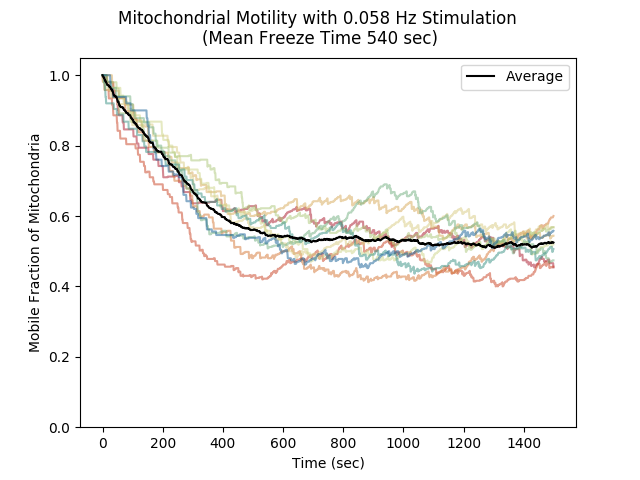 Mitochondrial Motility with 0.058 Hz Stimulation
(Mean Freeze Time 540 sec)
Average
Mobile Fraction of Mitochondria
1.0
0.8
0.6
0.4
0.2
0.0
0 200 400 600 800 1000 1200 1400
Time (sec)